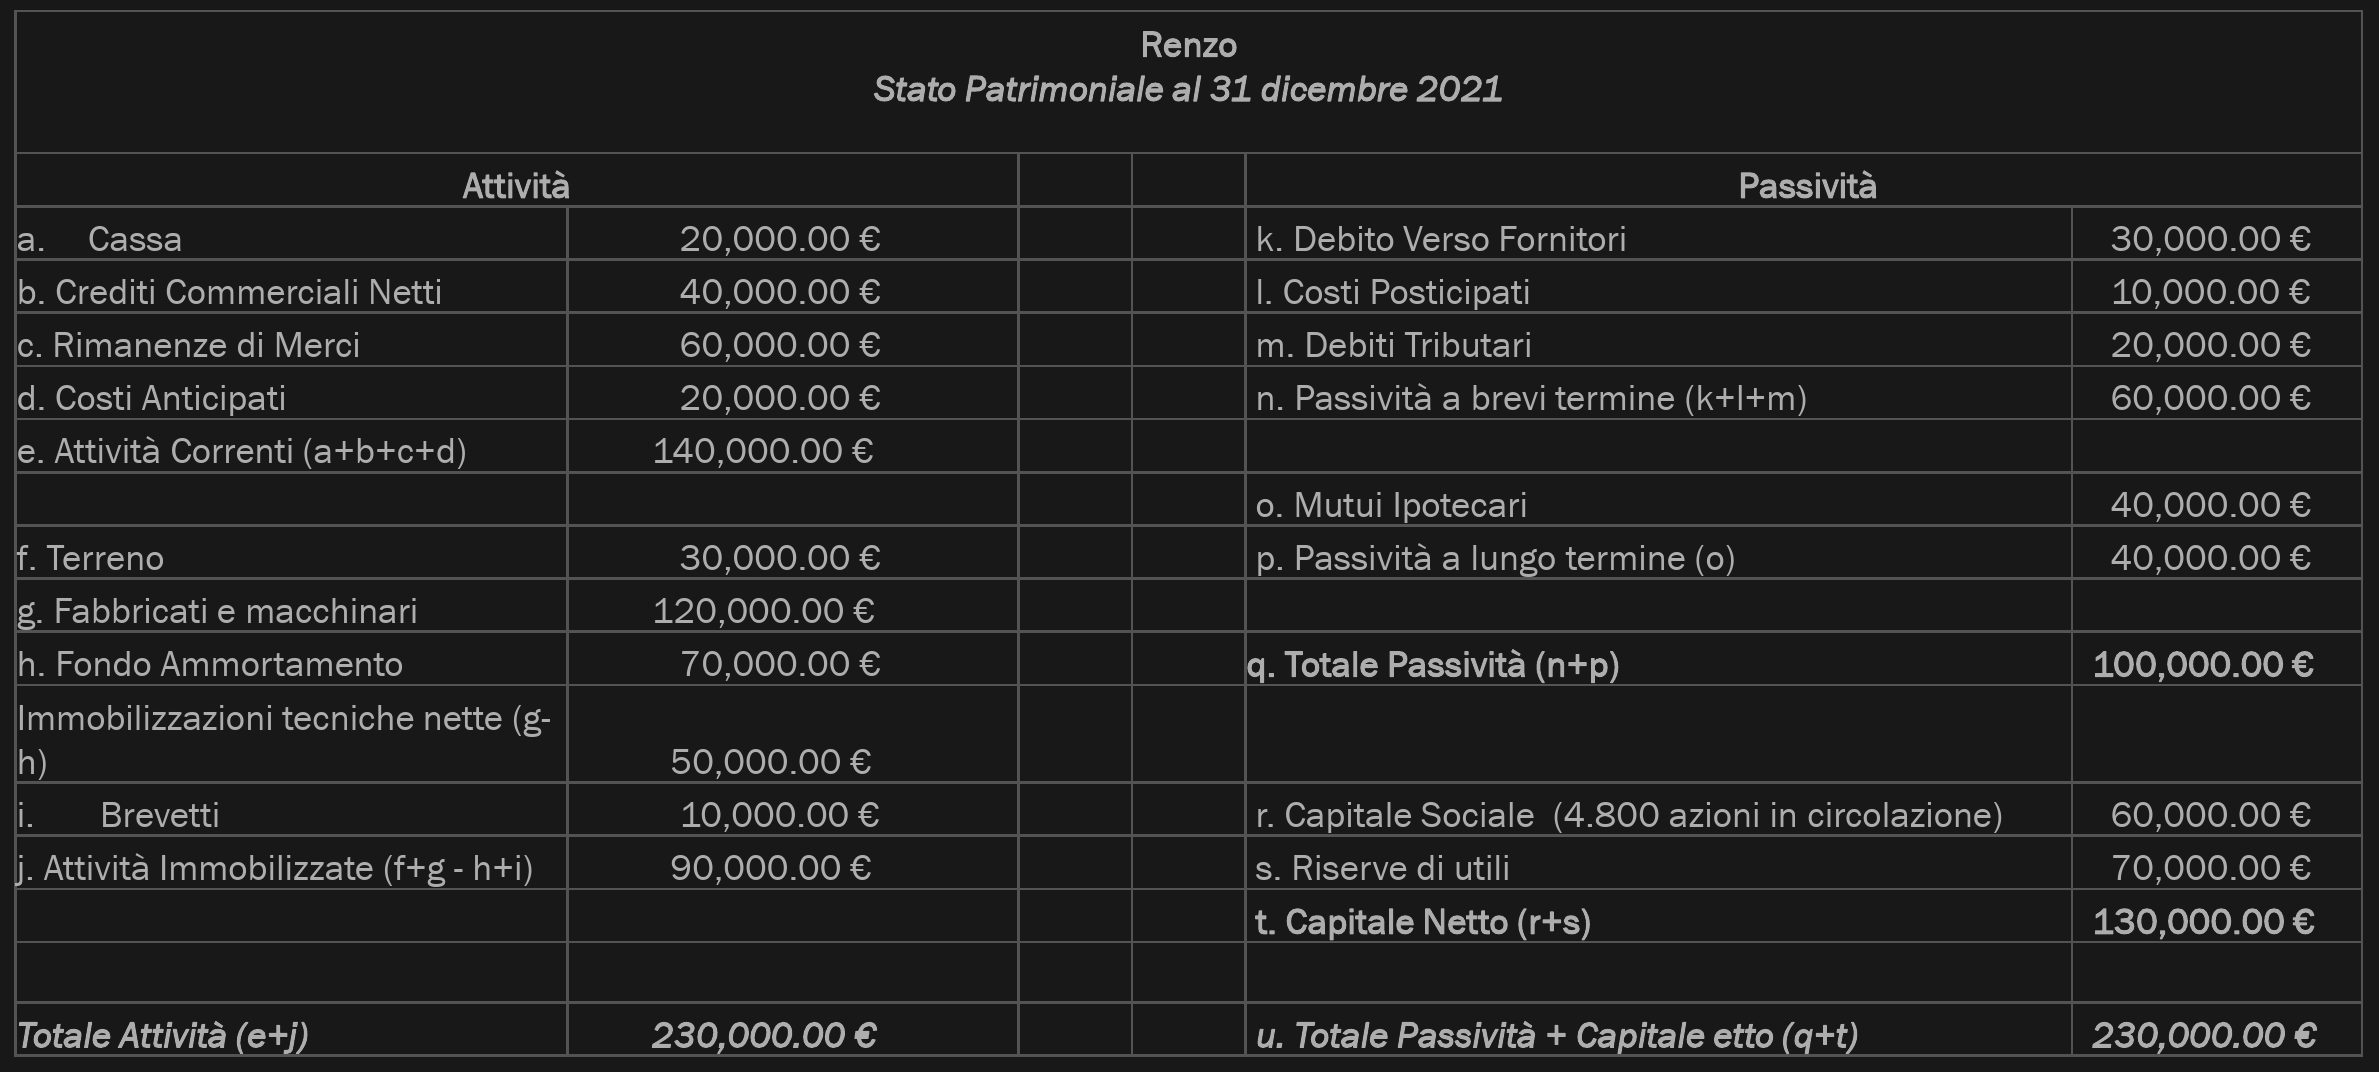 Renzo
Stato Patrimoniale al 31 dicembre 2021
Attività Passività
a. Cassa 20,000.00 € k. Debito Verso Fornitori 30,000.00 €
b. Crediti Commerciali Netti 40,000.00 € l. Costi Posticipati 10,000.00 €
c. Rimanenze di Merci 60,000.00 € m. Debiti Tributari 20,000.00 €
d. Costi Anticipati 20,000.00 € n. Passività a brevi termine (k+l+m) 60,000.00 €
e. Attività Correnti (a+b+c+d) 140,000.00 €
o. Mutui Ipotecari 40,000.00 €
f. Terreno 30,000.00 € p. Passività a lungo termine (o) 40,000.00 €
g. Fabbricati e macchinari 120,000.00 €
h. Fondo Ammortamento 70,000.00 € q. Totale Passività (n+p) 100,000.00 €
Immobilizzazioni tecniche nette (g-
h) 50,000.00 €
i. Brevetti 10,000.00 € r. Capitale Sociale (4.800 azioni in circolazione) 60,000.00 €
j. Attività Immobilizzate (f+g - h+i) 90,000.00 € s. Riserve di utili 70,000.00 €
t. Capitale Netto (r+s) 130,000.00 €
Totale Attività (e+j) 230,000.00 € u. Totale Passività + Capitale etto (q+t) 230,000.00 €